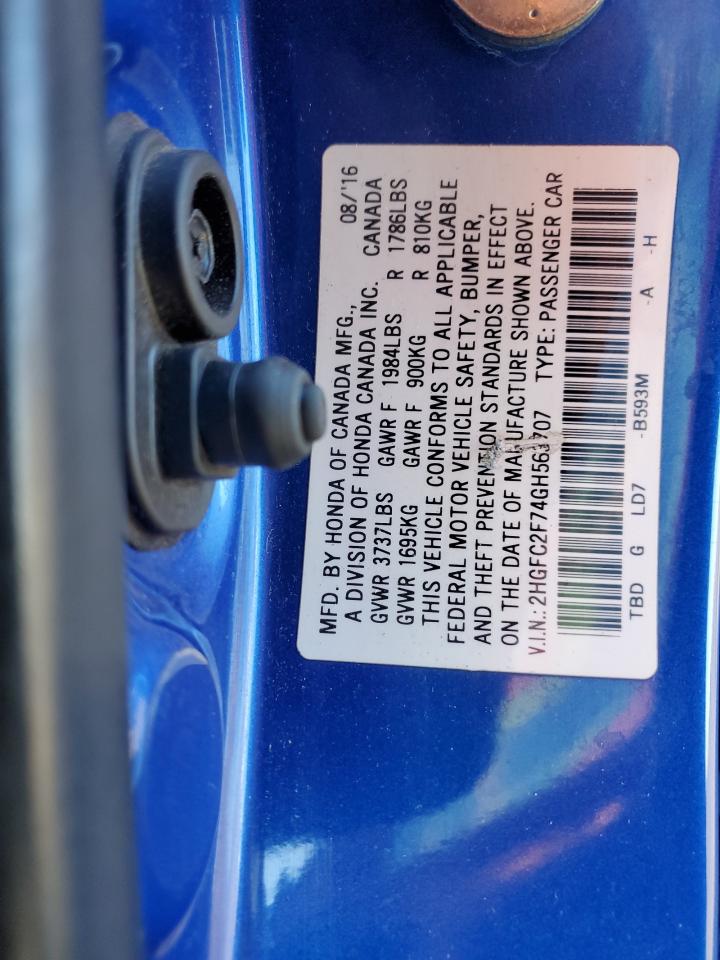 MFD. BY HONDA OF CANADA MFG., 08/'16
A DIVISION OF HONDA CANADA INC. CANADA
GVWR 3737LBS GAWR F 1984LBS R 1786LBS
GVWR 1695KG GAWR F 900KG R 810KG
THIS VEHICLE CONFORMS TO ALL APPLICABLE
FEDERAL MOTOR VEHICLE SAFETY, BUMPER,
AND THEFT PREVENTION STANDARDS IN EFFECT
ON THE DATE OF MANUFACTURE SHOWN ABOVE.
V.I.N.: 2HGFC2F74GH563707 TYPE: PASSENGER CAR
TBD G LD7 -B593M -A -H